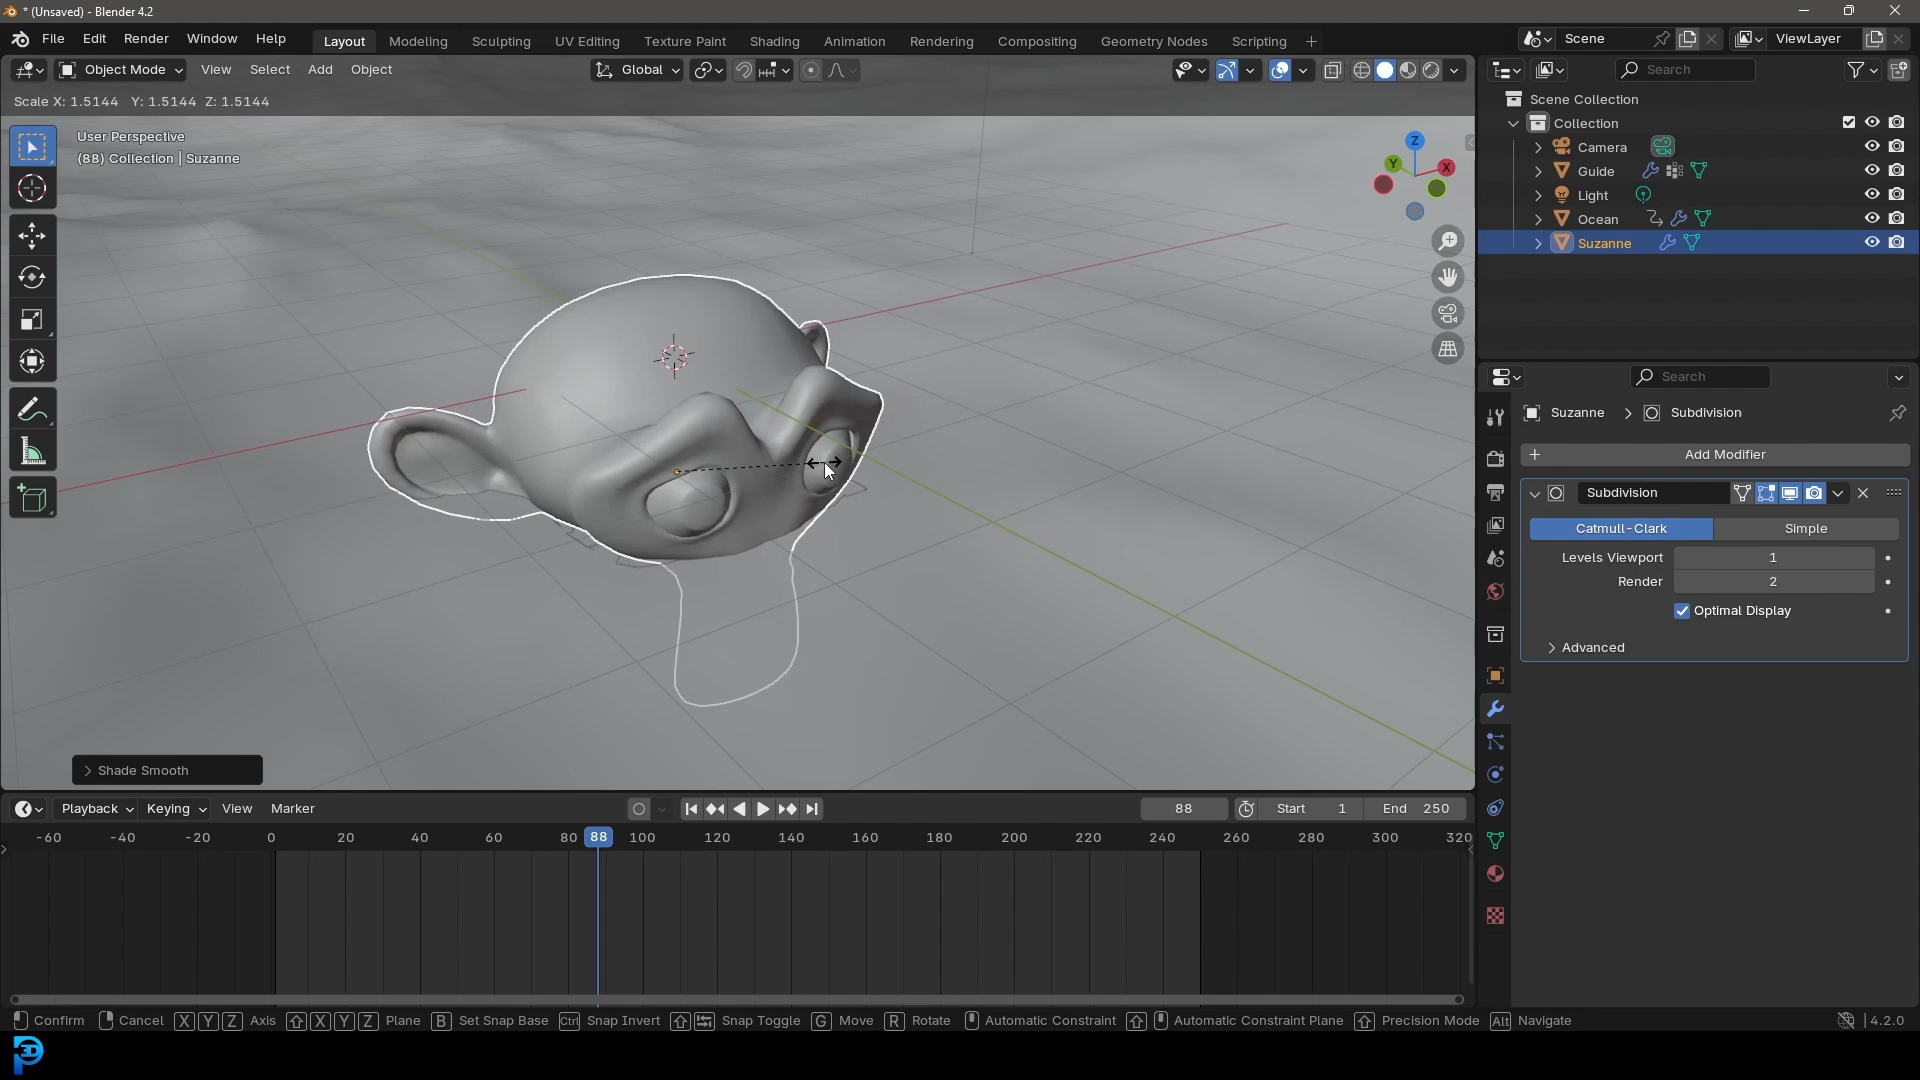 * (Unsaved) - Blender 4.2
File Edit Render Window Help Layout Modeling Sculpting UV Editing Texture Paint Shading Animation Rendering Compositing Geometry Nodes Scripting + Scene ViewLayer
Object Mode View Select Add Object Global Search
Scale X: 1.5144 Y: 1.5144 Z: 1.5144
User Perspective
(88) Collection | Suzanne
Z
Y
X
Scene Collection
Collection
Camera
Guide
Light
Ocean
Suzanne
Search
Suzanne > Subdivision
+ Add Modifier
Subdivision
Catmull-Clark Simple
Levels Viewport 1
Render 2
Optimal Display
Advanced
Shade Smooth
Playback Keying View Marker 88 Start 1 End 250
-60 -40 -20 0 20 40 60 80 88 100 120 140 160 180 200 220 240 260 280 300 320
Confirm Cancel X Y Z Axis X Y Z Plane B Set Snap Base Ctrl Snap Invert Snap Toggle G Move R Rotate Automatic Constraint Automatic Constraint Plane Precision Mode Alt Navigate 4.2.0
3D